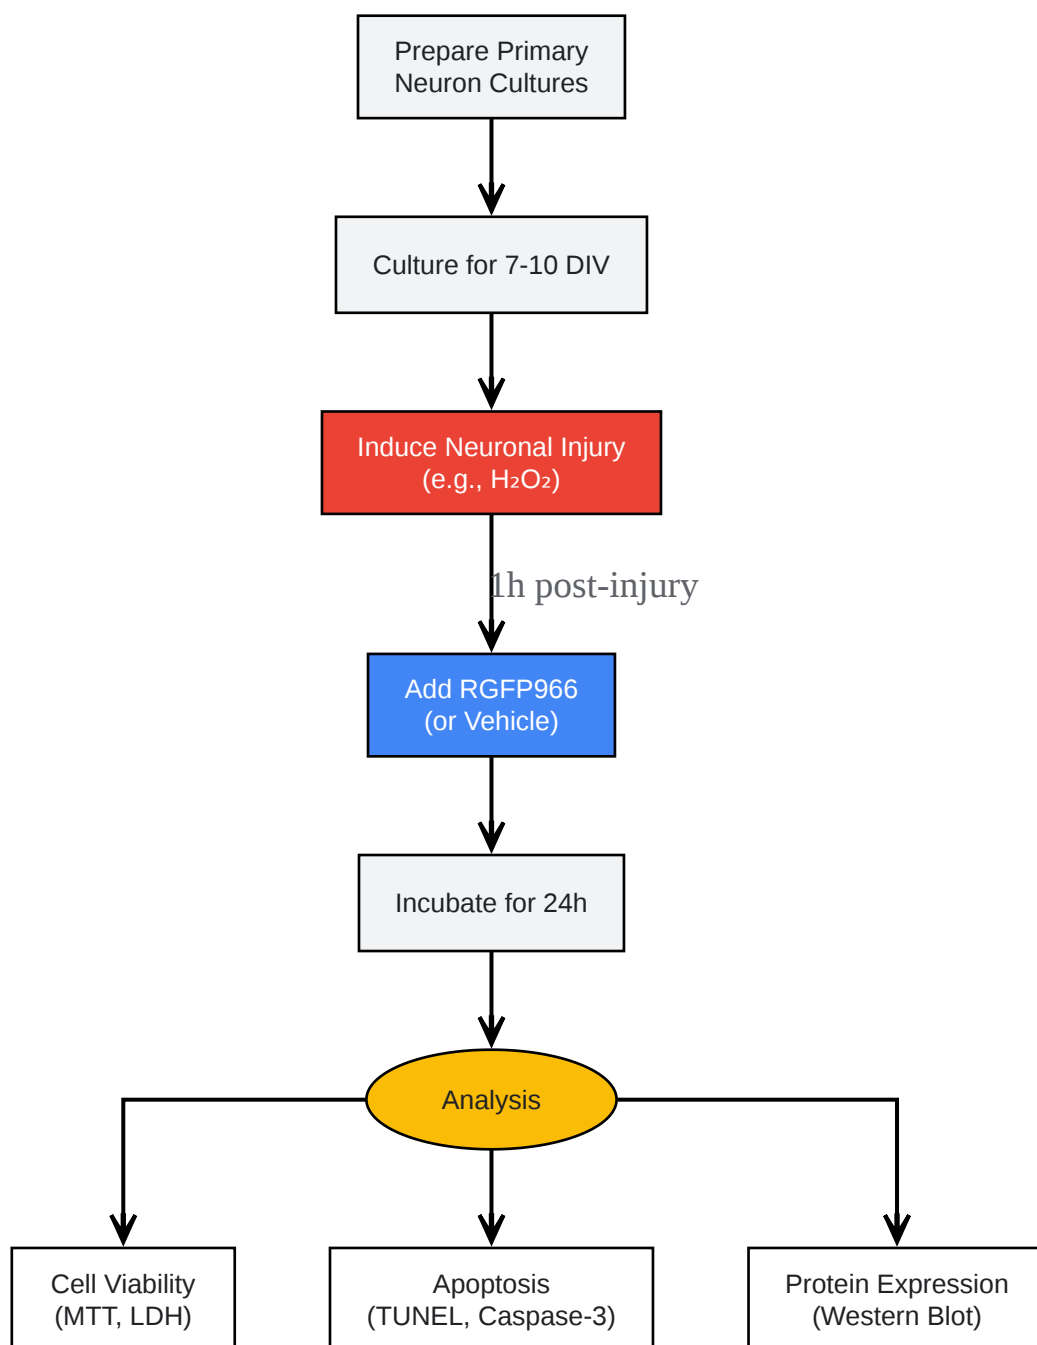 Prepare Primary
Neuron Cultures
Culture for 7-10 DIV
Induce Neuronal Injury
(e.g., H₂O₂)
1h post-injury
Add RGFP966
(or Vehicle)
Incubate for 24h
Analysis
Cell Viability
(MTT, LDH)
Apoptosis
(TUNEL, Caspase-3)
Protein Expression
(Western Blot)